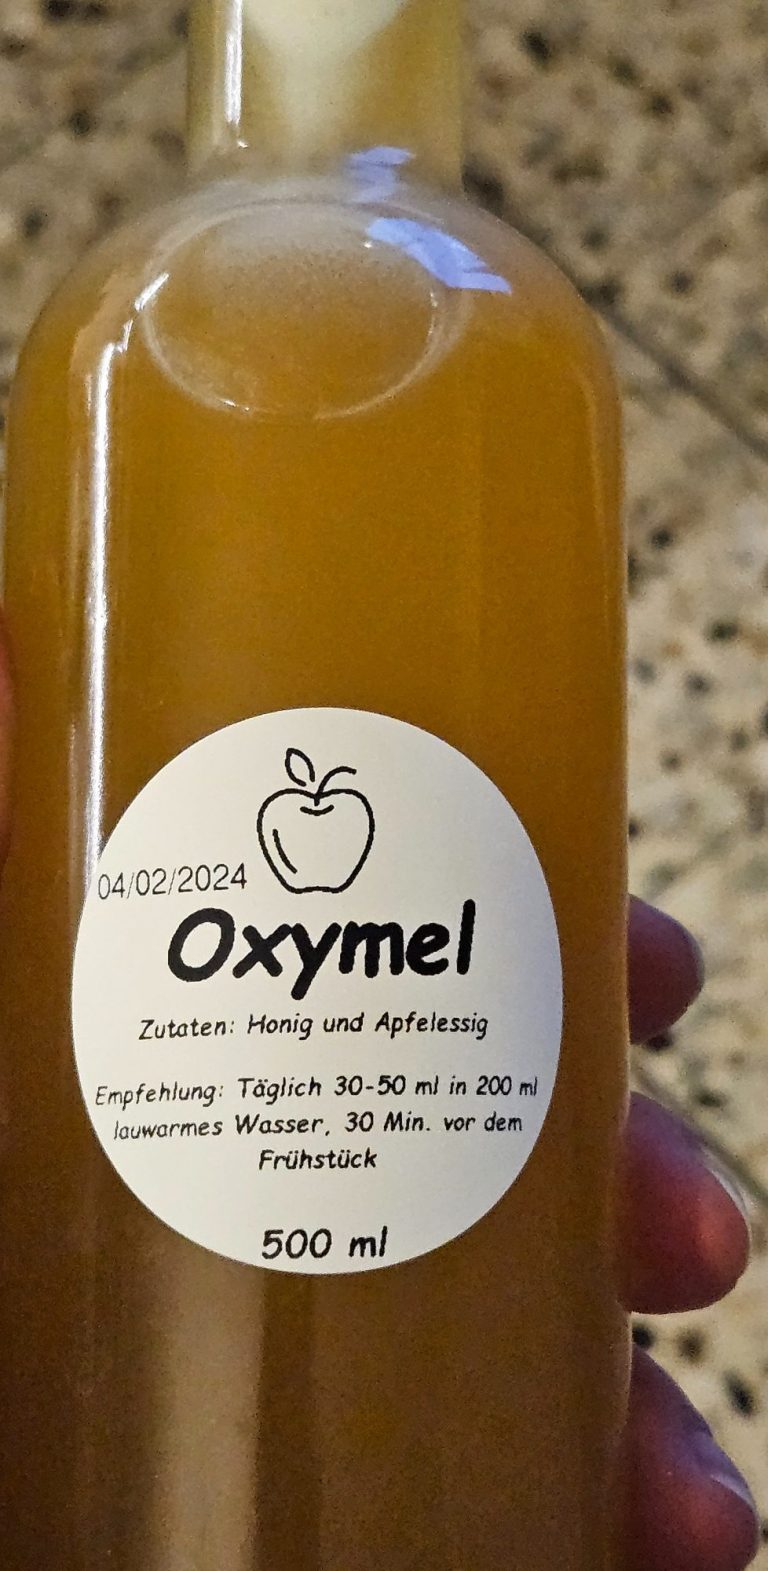 04/02/2024
Oxymel
Zutaten: Honig und Apfelessig
Empfehlung: Täglich 30-50 ml in 200 ml
lauwarmes Wasser, 30 Min. vor dem
Frühstück
500 ml